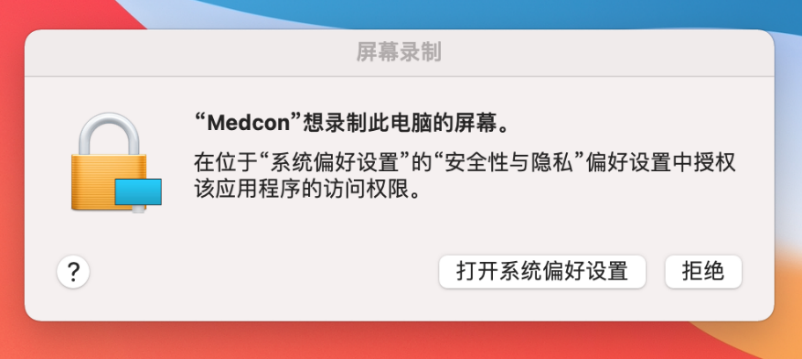 屏幕录制
“Medcon”想录制此电脑的屏幕。
在位于“系统偏好设置”的“安全性与隐私”偏好设置中授权
该应用程序的访问权限。
?
打开系统偏好设置
拒绝